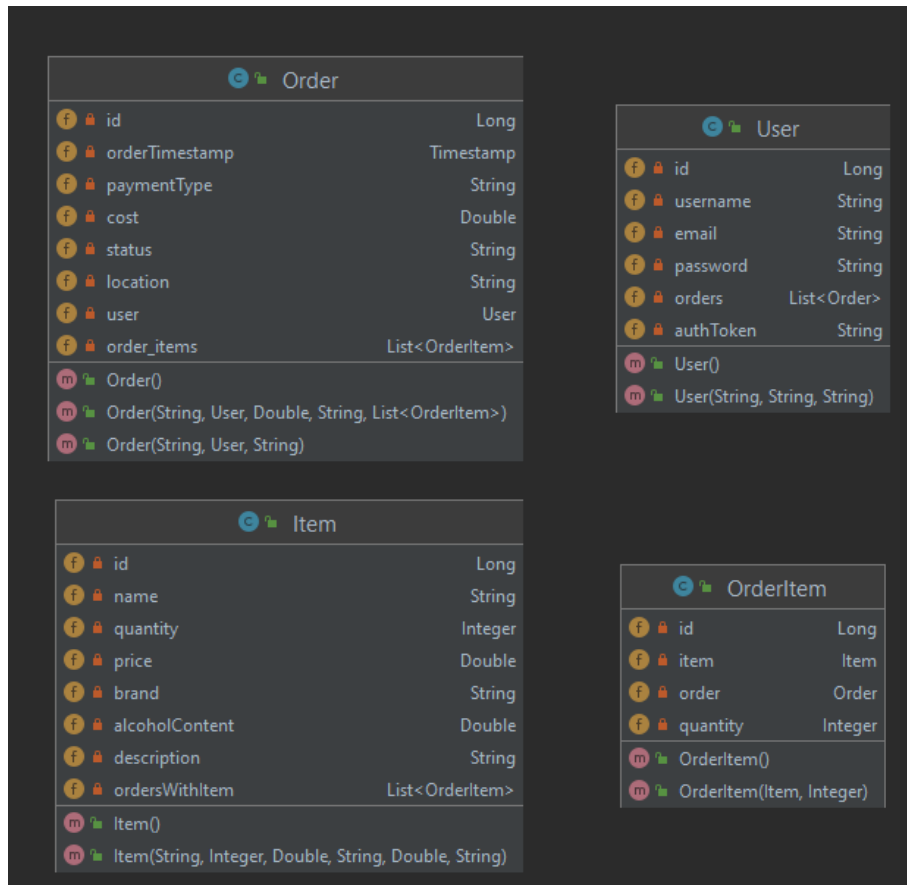 Order
id Long
orderTimestamp Timestamp
paymentType String
cost Double
status String
location String
user User
order_items List<OrderItem>
Order()
Order(String, User, Double, String, List<OrderItem>)
Order(String, User, String)
User
id Long
username String
email String
password String
orders List<Order>
authToken String
User()
User(String, String, String)
Item
id Long
name String
quantity Integer
price Double
brand String
alcoholContent Double
description String
ordersWithItem List<OrderItem>
Item()
Item(String, Integer, Double, String, Double, String)
OrderItem
id Long
item Item
order Order
quantity Integer
OrderItem()
OrderItem(Item, Integer)